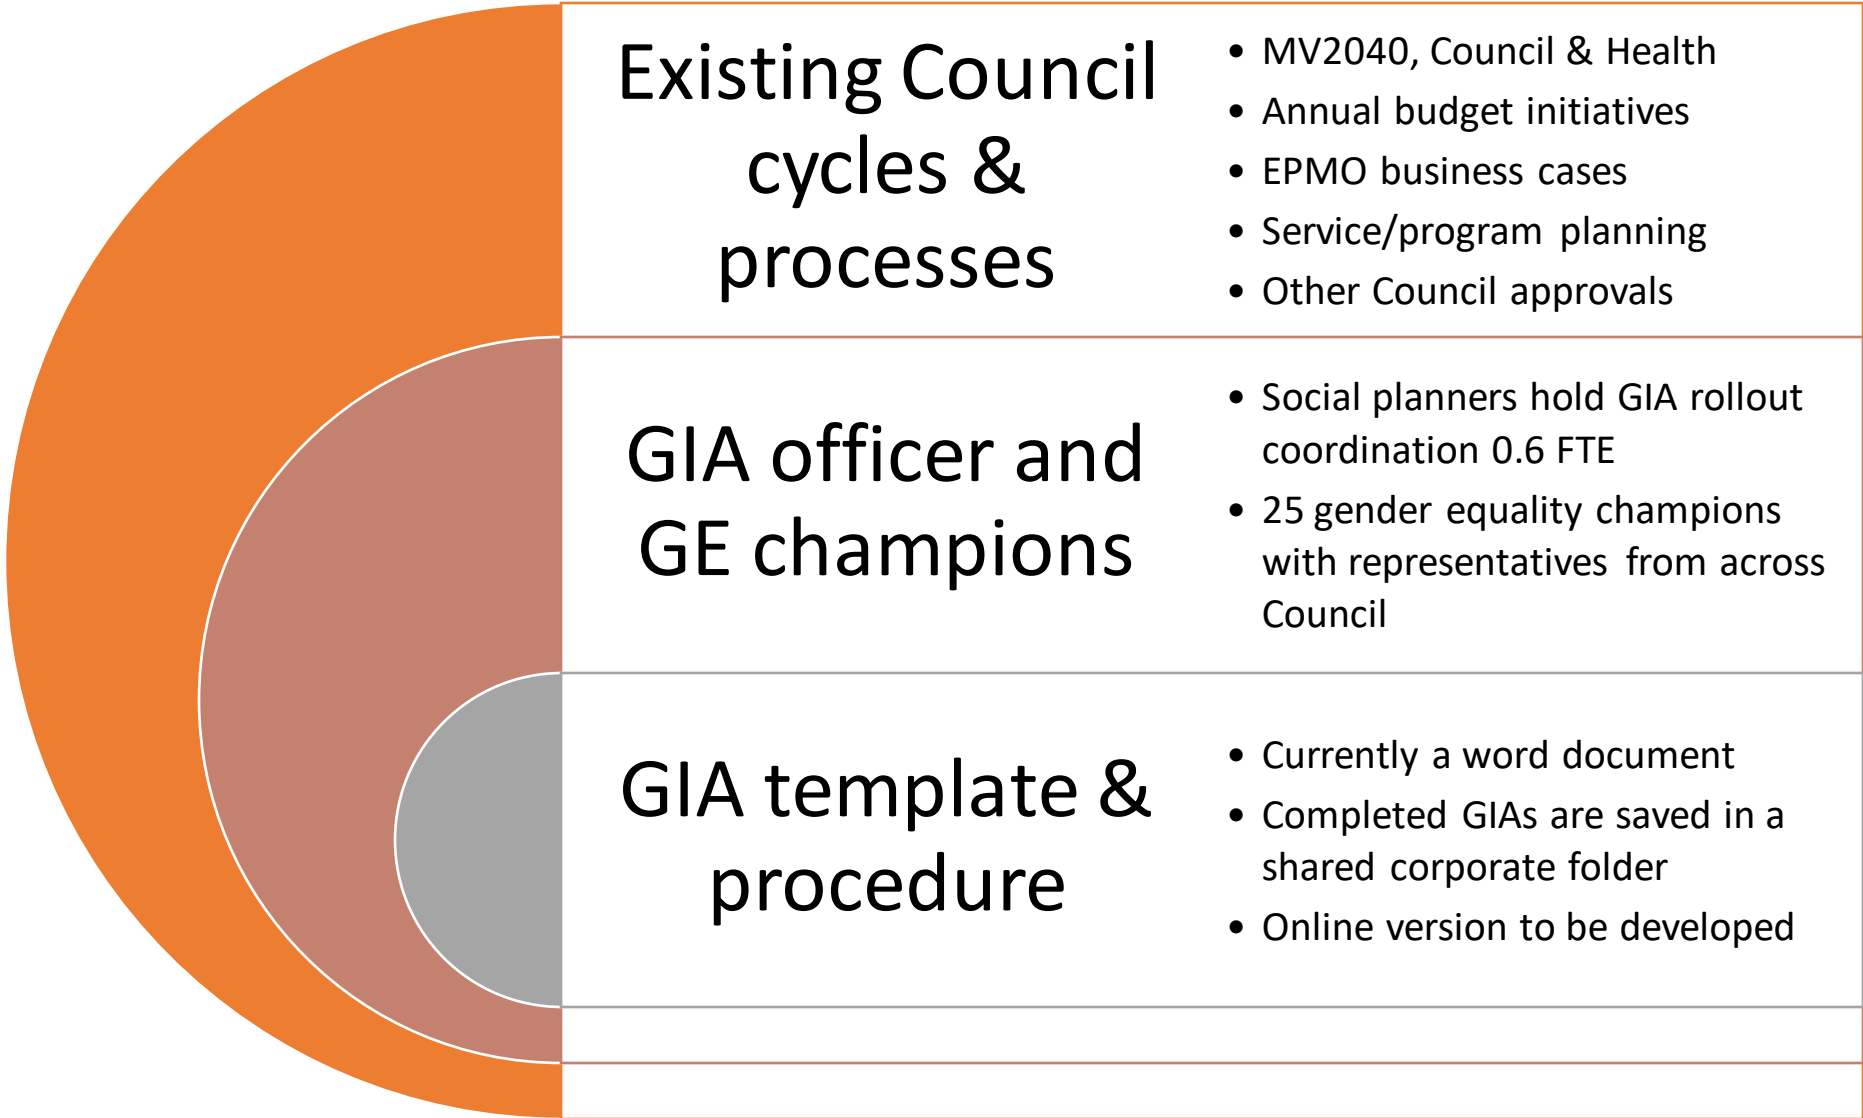 Existing Council
cycles &
processes
• MV2040, Council & Health
• Annual budget initiatives
• EPMO business cases
• Service/program planning
• Other Council approvals
GIA officer and
GE champions
• Social planners hold GIA rollout
coordination 0.6 FTE
• 25 gender equality champions
with representatives from across
Council
GIA template &
procedure
• Currently a word document
• Completed GIAs are saved in a
shared corporate folder
• Online version to be developed